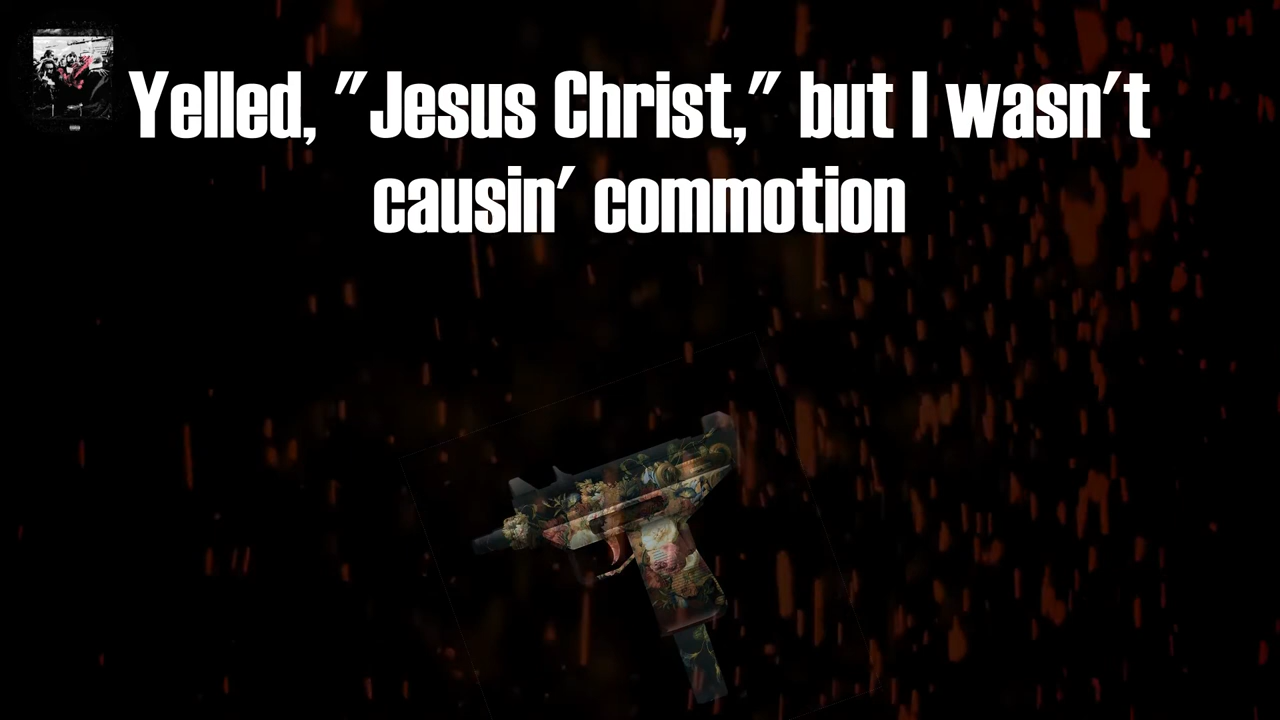 Yelled, "Jesus Christ," but I wasn't
causin' commotion